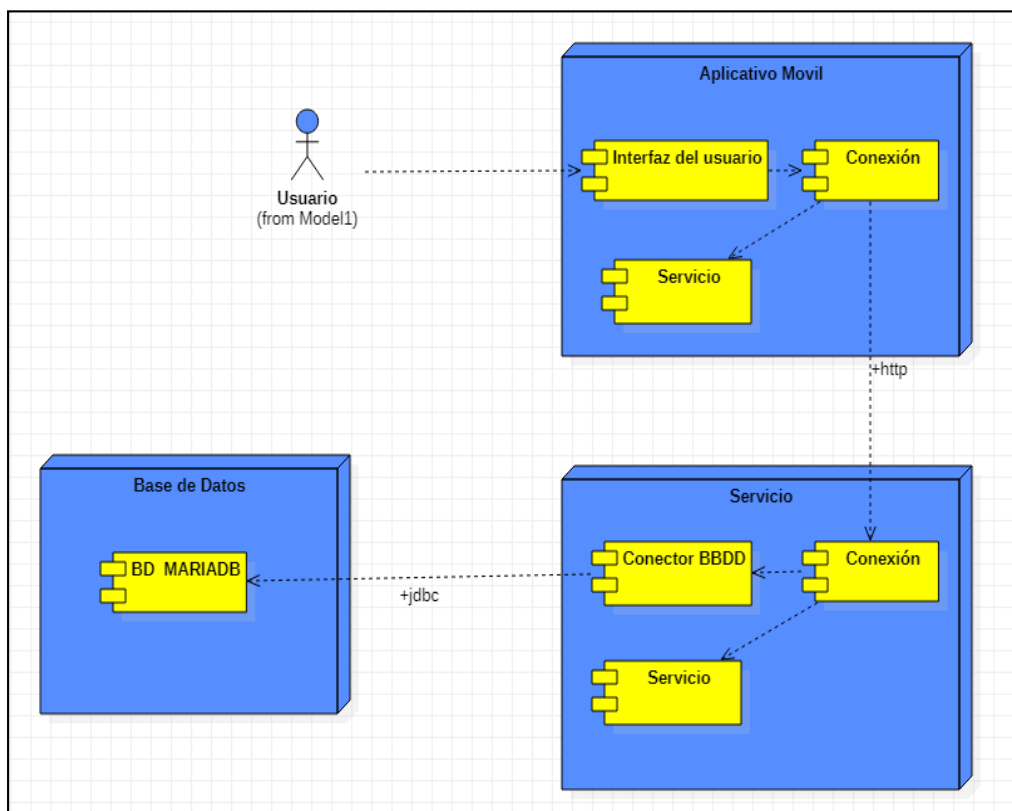 Aplicativo Movil
Interfaz del usuario
Conexión
Usuario
(from Model1)
Servicio
+http
Base de Datos
Servicio
BD MARIADB
Conector BBDD
Conexión
+jdbc
Servicio